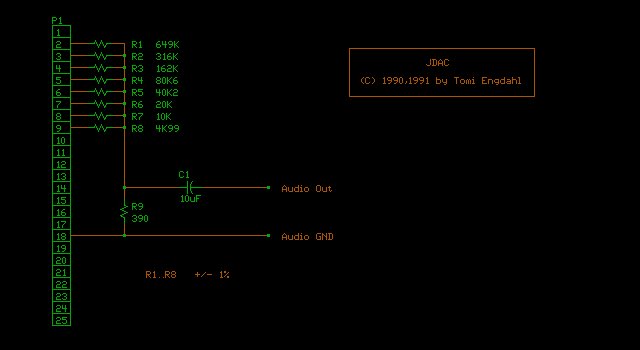 P1
1
2 R1 649K
3 R2 316K
4 R3 162K
5 R4 80K6
6 R5 40K2
7 R6 20K
8 R7 10K
9 R8 4K99
10
11
12
13
14
15
16
17
18
19
20
21
22
23
24
25
JDAC
(C) 1990,1991 by Tomi Engdahl
C1
10uF
Audio Out
R9
390
Audio GND
R1..R8 +/- 1%